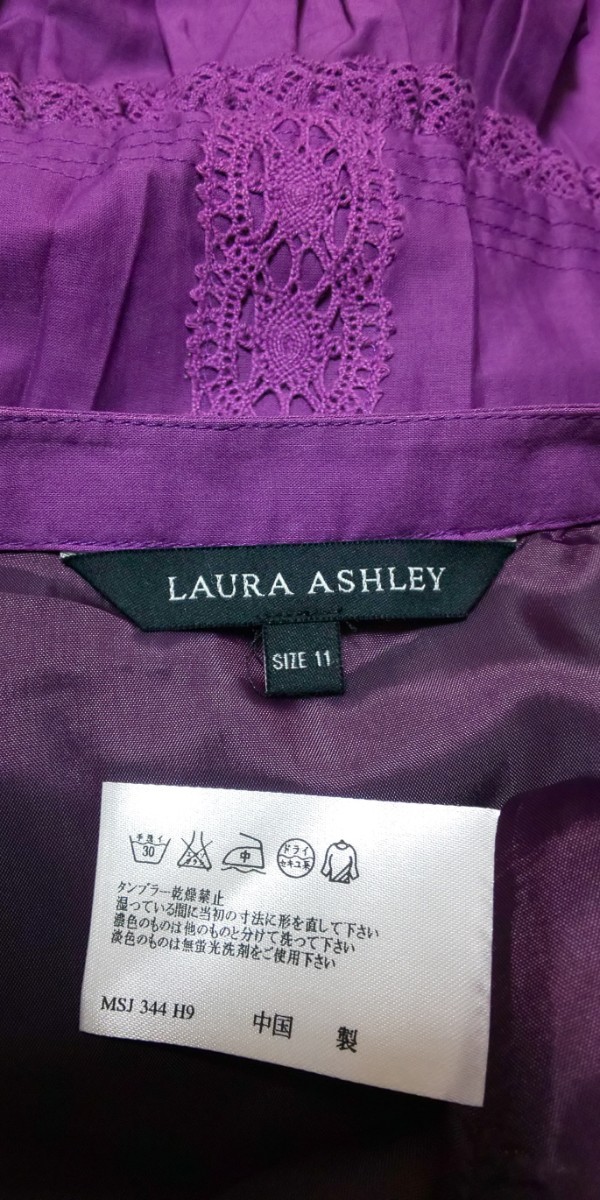 LAURA ASHLEY
SIZE 11
手洗イ
30
中
ドライ
セキユ系
タンブラー乾燥禁止
湿っている間に当初の寸法に形を直して下さい
濃色のものは他のものと分けて洗って下さい
淡色のものは無蛍光洗剤をご使用下さい
MSJ 344 H9
中国 製